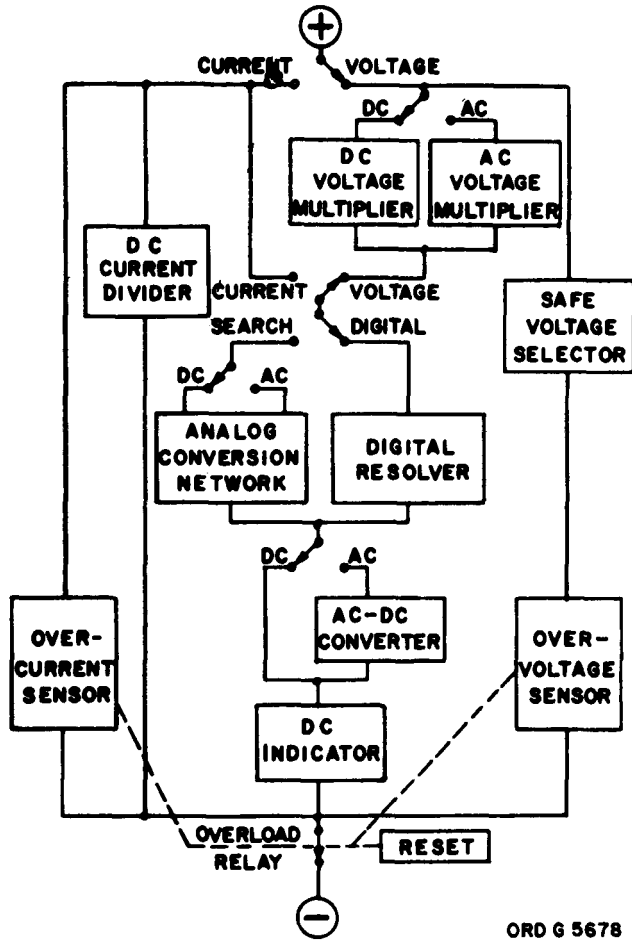 +
CURRENT VOLTAGE
DC AC
DC
VOLTAGE
MULTIPLIER
AC
VOLTAGE
MULTIPLIER
DC
CURRENT
DIVIDER
CURRENT VOLTAGE
SEARCH DIGITAL
SAFE
VOLTAGE
SELECTOR
DC AC
ANALOG
CONVERSION
NETWORK
DIGITAL
RESOLVER
DC AC
AC-DC
CONVERTER
OVER-
CURRENT
SENSOR
OVER-
VOLTAGE
SENSOR
DC
INDICATOR
OVERLOAD
RELAY
RESET
−
ORD G 5678